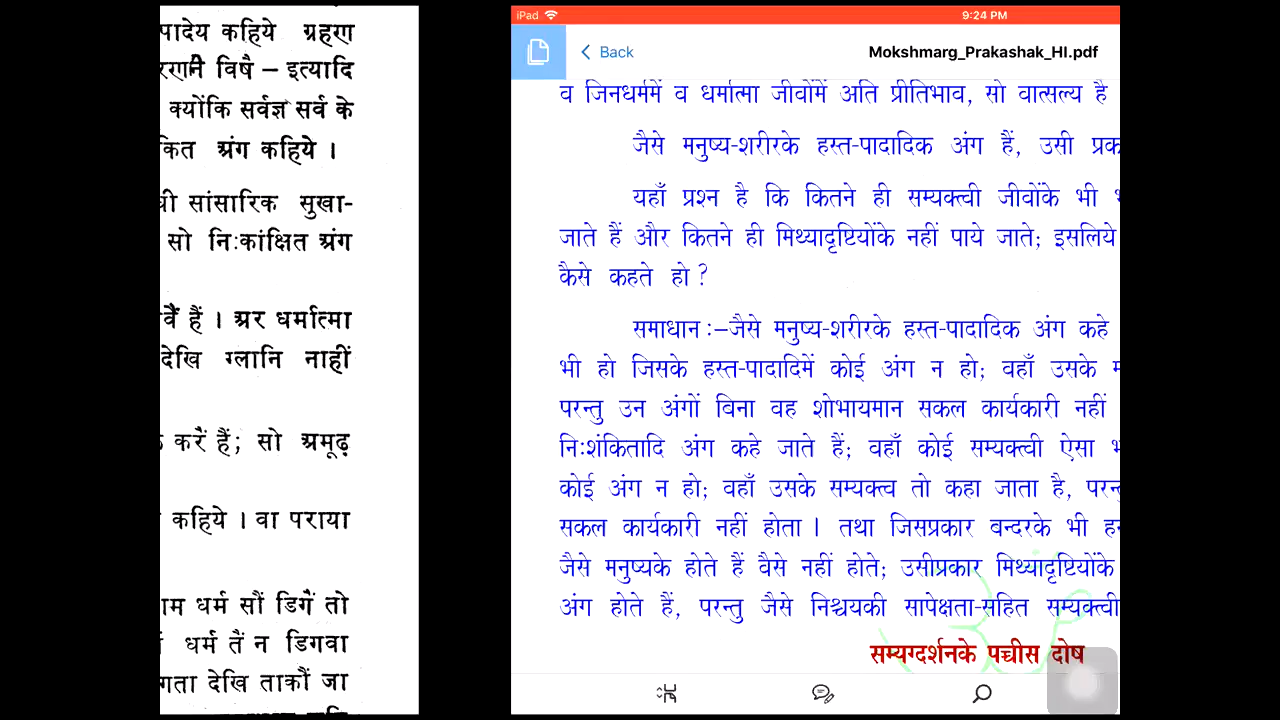 पादेय कहिये ग्रहण
विषै – इत्यादि
क्योंकि सर्वज्ञ सर्व के
कित अंग कहिये ।
सांसारिक सुखा-
सो निःकांक्षित अंग
हैं । अर धर्मात्मा
देखि ग्लानि नाहीं
करैं हैं; सो अमूढ़
कहिये । वा पराया
धर्म सौं डिगैं तो
धर्म तैं न डिगवा
देखि ताकौं जा
iPad
9:24 PM
Back
Mokshmarg_Prakashak_HI.pdf
व जिनधर्ममें व धर्मात्मा जीवोंमें अति प्रीतिभाव, सो वात्सल्य है
जैसे मनुष्य-शरीरके हस्त-पादादिक अंग हैं, उसी
यहाँ प्रश्न है कि कितने ही सम्यक्त्वी जीवोंके भी
जाते हैं और कितने ही मिथ्यादृष्टियोंके नहीं पाये जाते; इसलिये
कैसे कहते हो ?
समाधान :–जैसे मनुष्य-शरीरके हस्त-पादादिक अंग कहे
भी हो जिसके हस्त-पादादिमें कोई अंग न हो; वहाँ उसके
परन्तु उन अंगों बिना वह शोभायमान सकल कार्यकारी नहीं
निःशंकितादि अंग कहे जाते हैं; वहाँ कोई सम्यक्त्वी ऐसा
कोई अंग न हो; वहाँ उसके सम्यक्त्व तो कहा जाता है,
सकल कार्यकारी नहीं होता । तथा जिसप्रकार बन्दरके भी
जैसे मनुष्यके होते हैं वैसे नहीं होते; उसीप्रकार मिथ्यादृष्टियोंके
अंग होते हैं, परन्तु जैसे निश्चयकी सापेक्षता-सहित सम्यक्त्वी
सम्यग्दर्शनके पच्चीस दोष